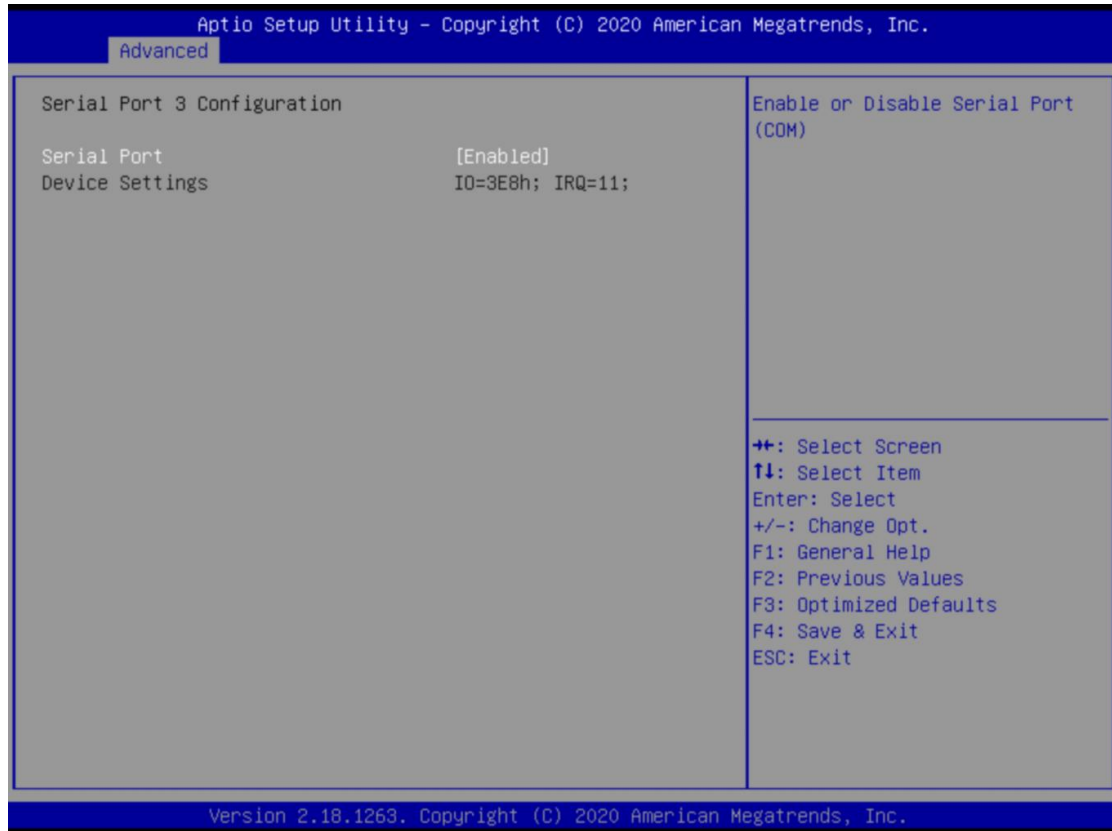 Aptio Setup Utility – Copyright (C) 2020 American Megatrends, Inc.
Advanced
Serial Port 3 Configuration
Serial Port [Enabled]
Device Settings IO=3E8h; IRQ=11;
Enable or Disable Serial Port
(COM)
→←: Select Screen
↑↓: Select Item
Enter: Select
+/-: Change Opt.
F1: General Help
F2: Previous Values
F3: Optimized Defaults
F4: Save & Exit
ESC: Exit
Version 2.18.1263. Copyright (C) 2020 American Megatrends, Inc.